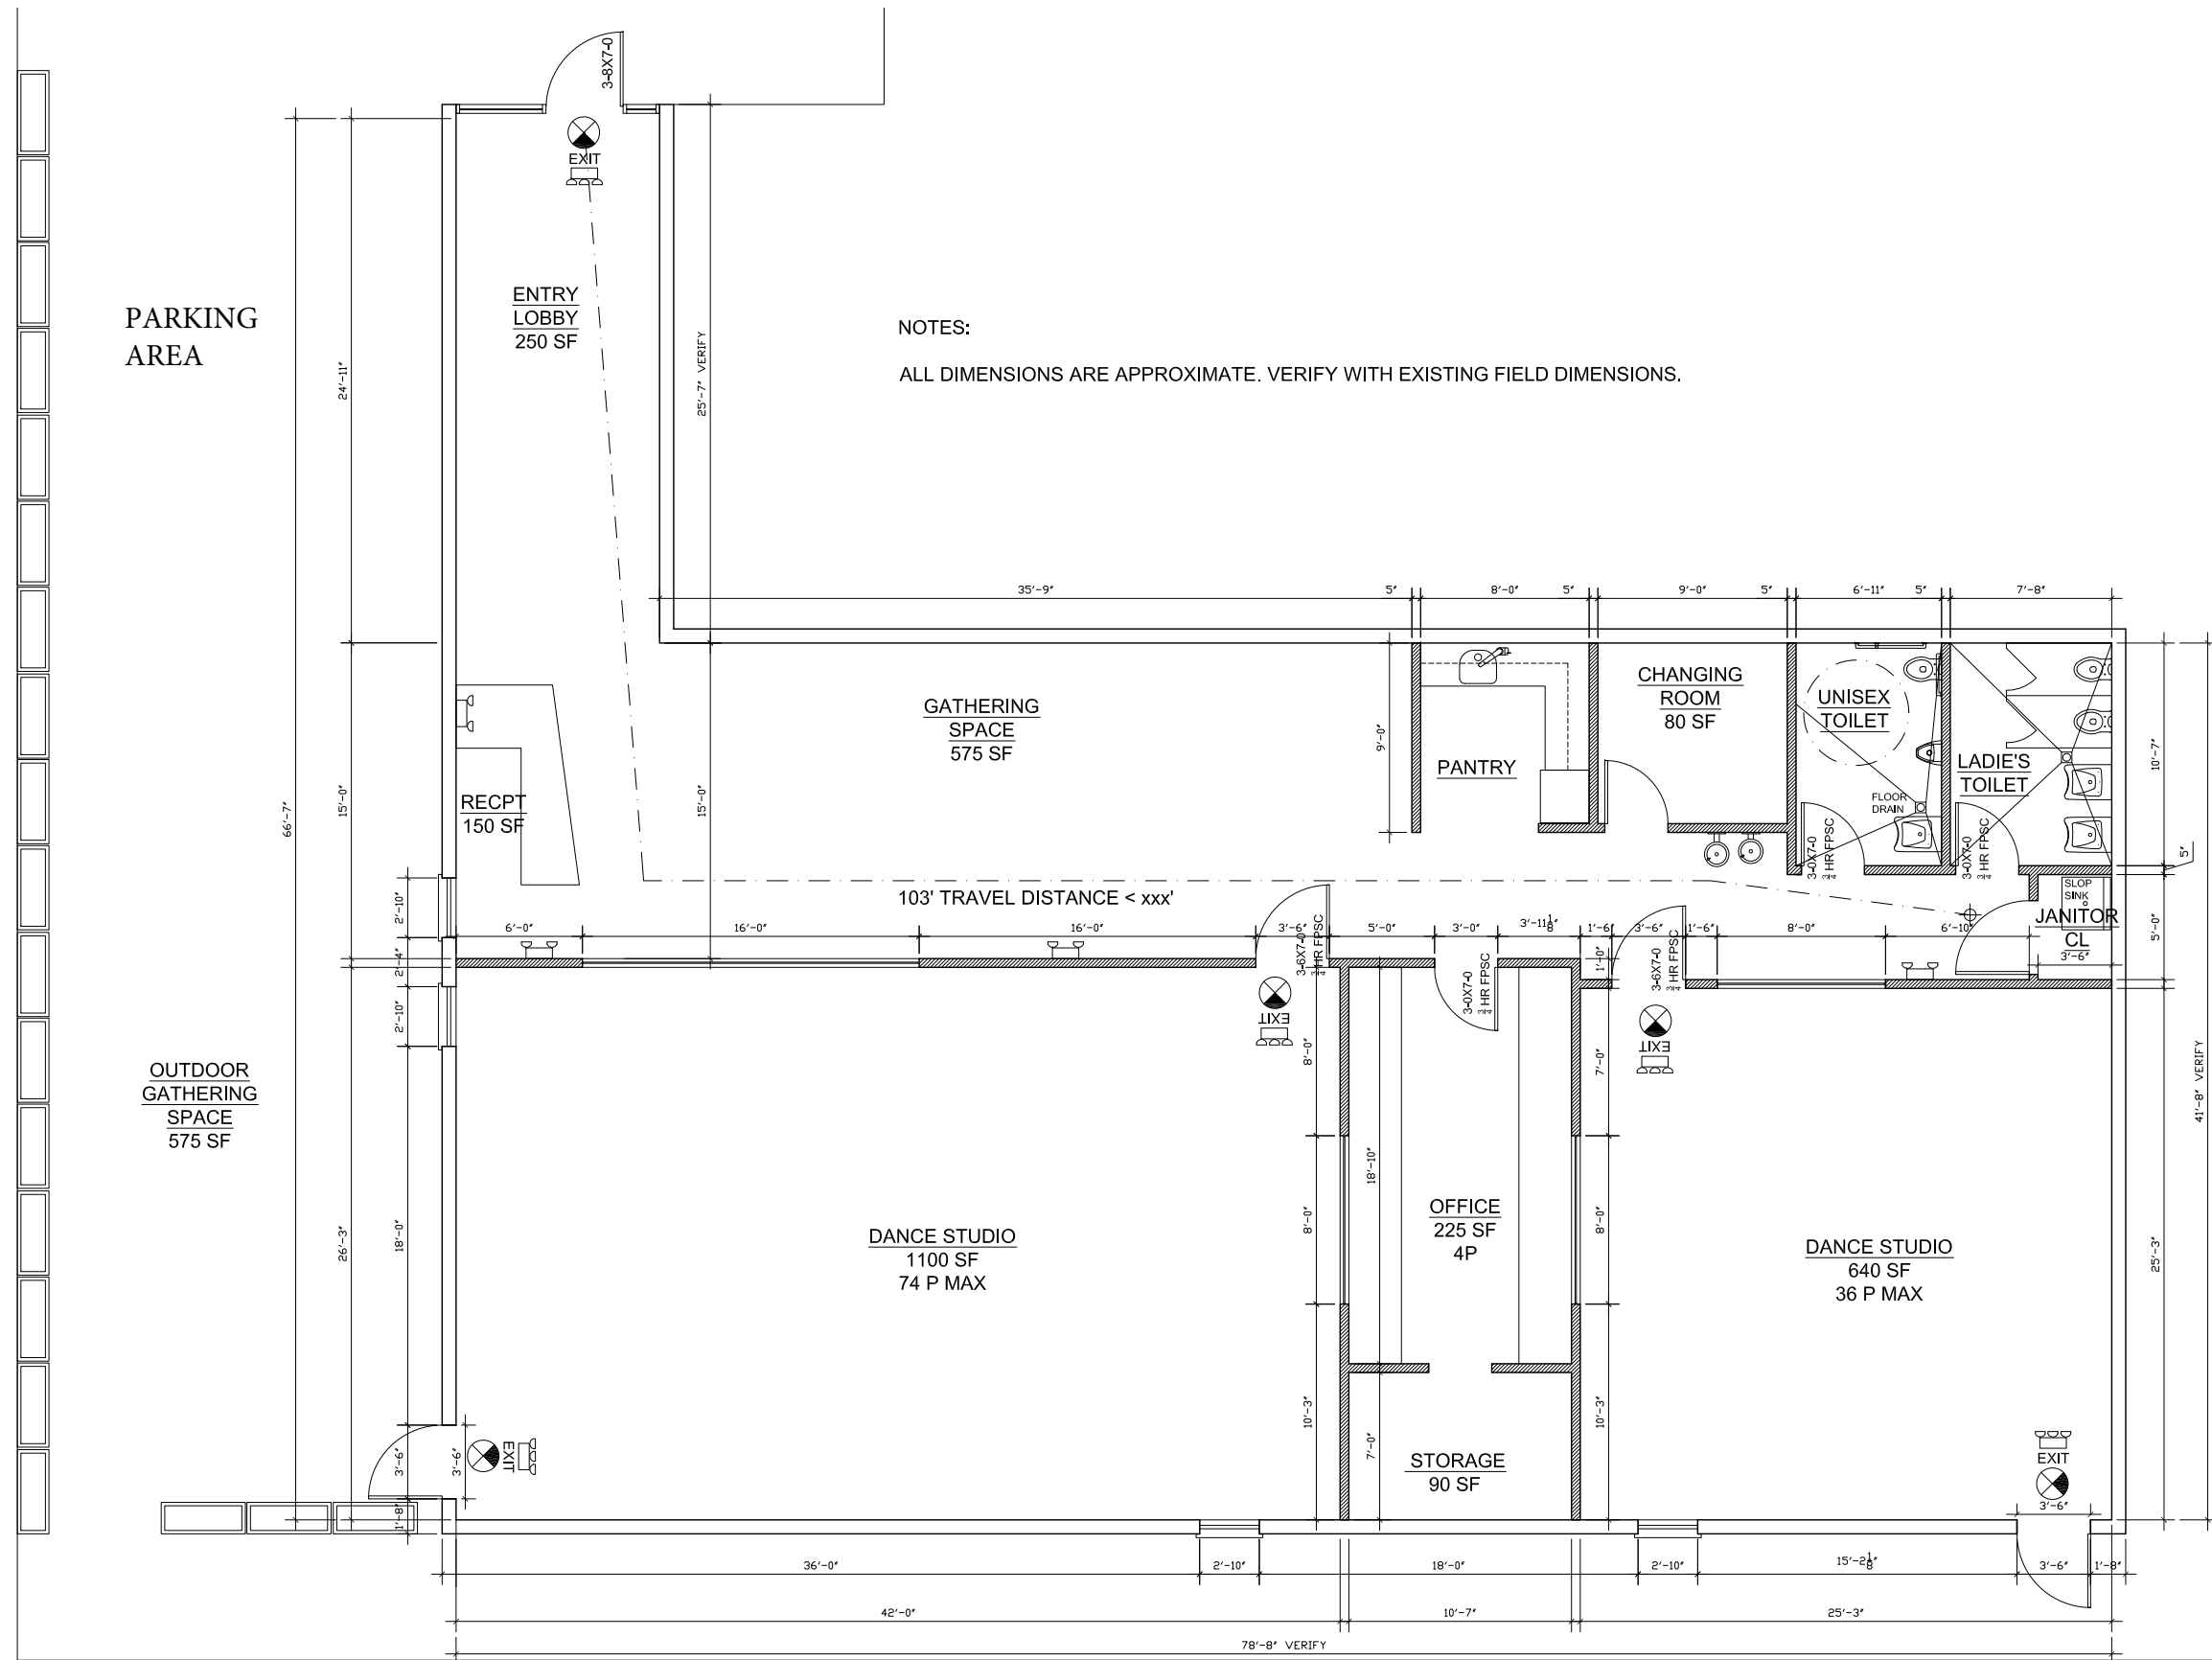 3-8X7-0
EXIT
PARKING
AREA
ENTRY
LOBBY
250 SF
NOTES:
ALL DIMENSIONS ARE APPROXIMATE. VERIFY WITH EXISTING FIELD DIMENSIONS.
24'-11"
25'-7" VERIFY
66'-7"
15'-0"
15'-0"
35'-9"
5"
8'-0"
5"
9'-0"
5"
6'-11"
5"
7'-8"
GATHERING
SPACE
575 SF
9'-0"
PANTRY
CHANGING
ROOM
80 SF
UNISEX
TOILET
FLOOR
DRAIN
LADIE'S
TOILET
10'-7"
5"
RECPT
150 SF
3-0X7-0
3/4 HR FPSC
3-0X7-0
3/4 HR FPSC
SLOP
SINK
JANITOR
CL
3'-6"
5'-0"
103' TRAVEL DISTANCE < xxx'
2'-10"
2'-4"
2'-10"
6'-0"
16'-0"
16'-0"
3'-6"
5'-0"
3'-0"
3'-11 1/8"
1'-6"
3'-6"
1'-6"
8'-0"
6'-10"
1'-0"
3-6X7-0
3/4 HR FPSC
3-0X7-0
3/4 HR FPSC
3-6X7-0
3/4 HR FPSC
EXIT
EXIT
OUTDOOR
GATHERING
SPACE
575 SF
26'-3"
18'-0"
8'-0"
8'-0"
10'-3"
18'-10"
7'-0"
7'-0"
8'-0"
10'-3"
25'-3"
41'-8" VERIFY
DANCE STUDIO
1100 SF
74 P MAX
OFFICE
225 SF
4P
DANCE STUDIO
640 SF
36 P MAX
STORAGE
90 SF
3'-6"
3'-6"
1'-8"
EXIT
EXIT
3'-6"
36'-0"
2'-10"
18'-0"
2'-10"
15'-2 1/8"
3'-6"
1'-8"
42'-0"
10'-7"
25'-3"
78'-8" VERIFY